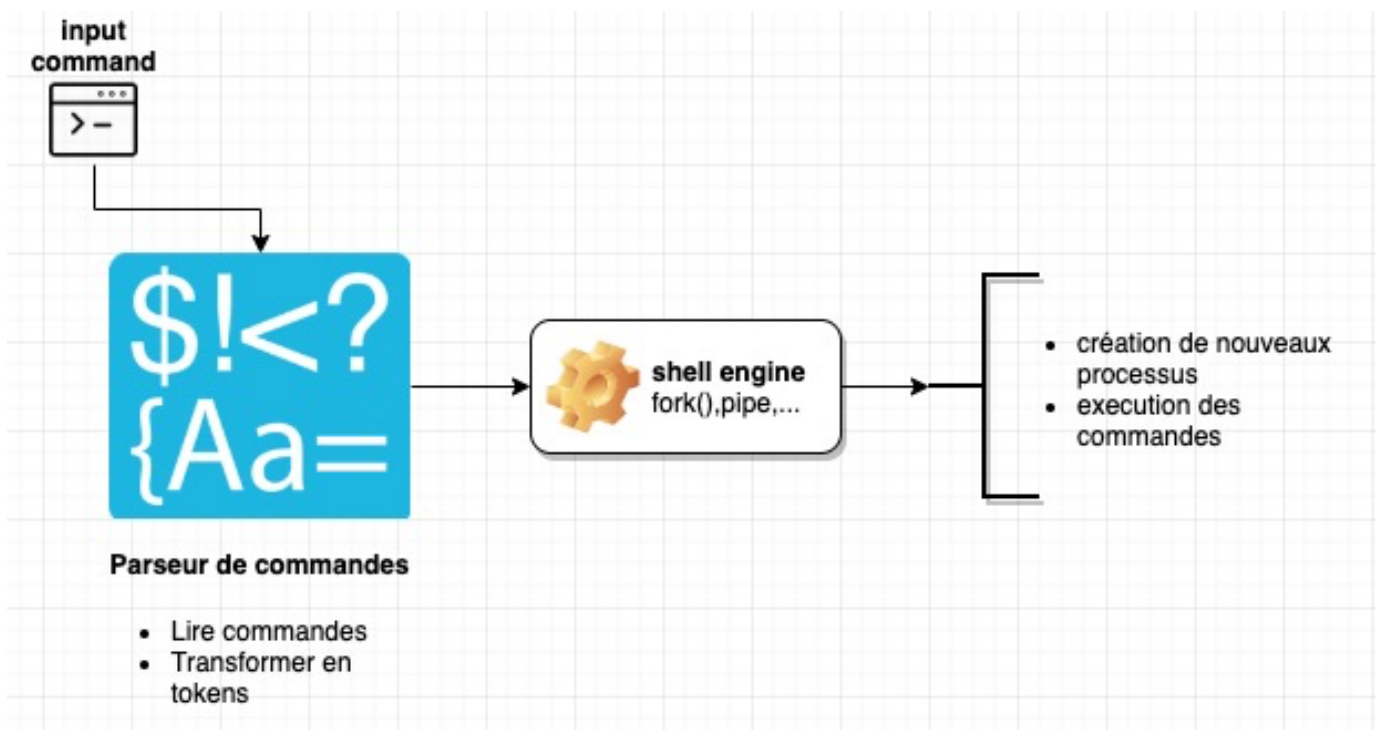 input
command
>_
$!<?
{Aa=
shell engine
fork(),pipe,...
• création de nouveaux
processus
• execution des
commandes
Parseur de commandes
• Lire commandes
• Transformer en
tokens